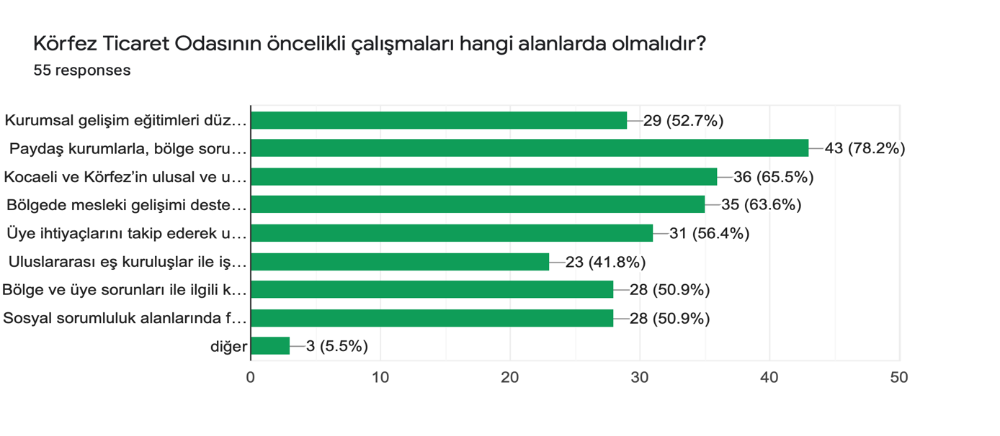 Körfez Ticaret Odasının öncelikli çalışmaları hangi alanlarda olmalıdır?
55 responses
Kurumsal gelişim eğitimleri düz... 29 (52.7%)
Paydaş kurumlarla, bölge soru... 43 (78.2%)
Kocaeli ve Körfez’in ulusal ve u... 36 (65.5%)
Bölgede mesleki gelişimi deste... 35 (63.6%)
Üye ihtiyaçlarını takip ederek u... 31 (56.4%)
Uluslararası eş kuruluşlar ile iş... 23 (41.8%)
Bölge ve üye sorunları ile ilgili k... 28 (50.9%)
Sosyal sorumluluk alanlarında f... 28 (50.9%)
diğer 3 (5.5%)
0 10 20 30 40 50